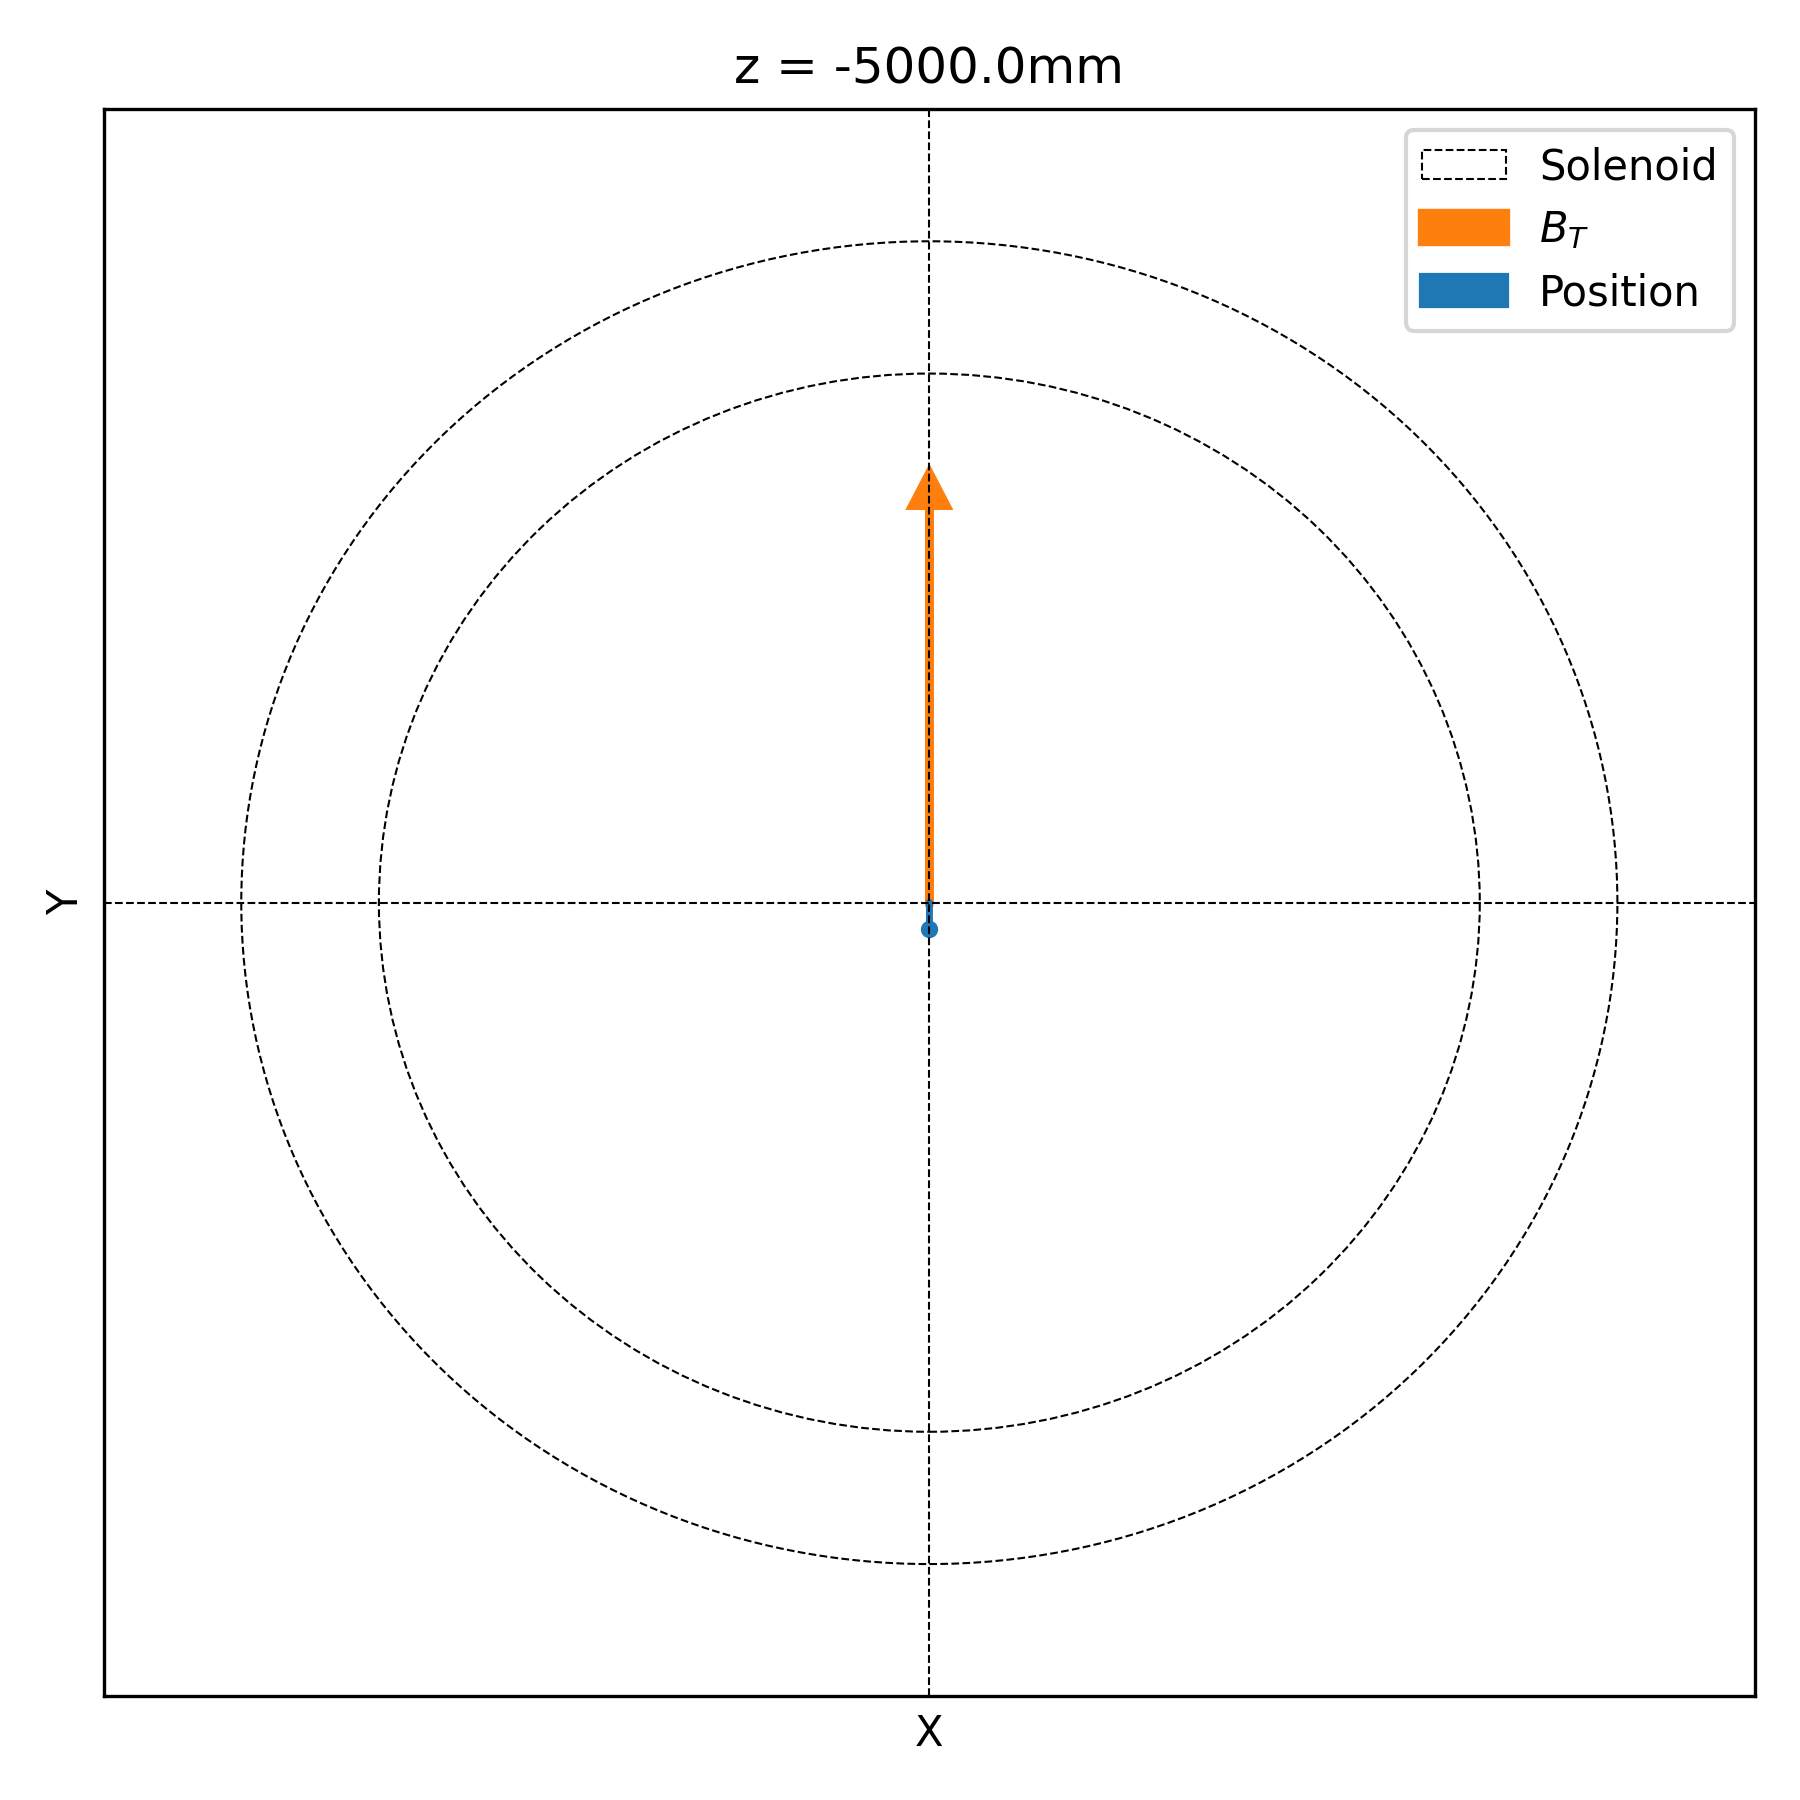 z = -5000.0mm
Solenoid
B_T
Position
Y
X